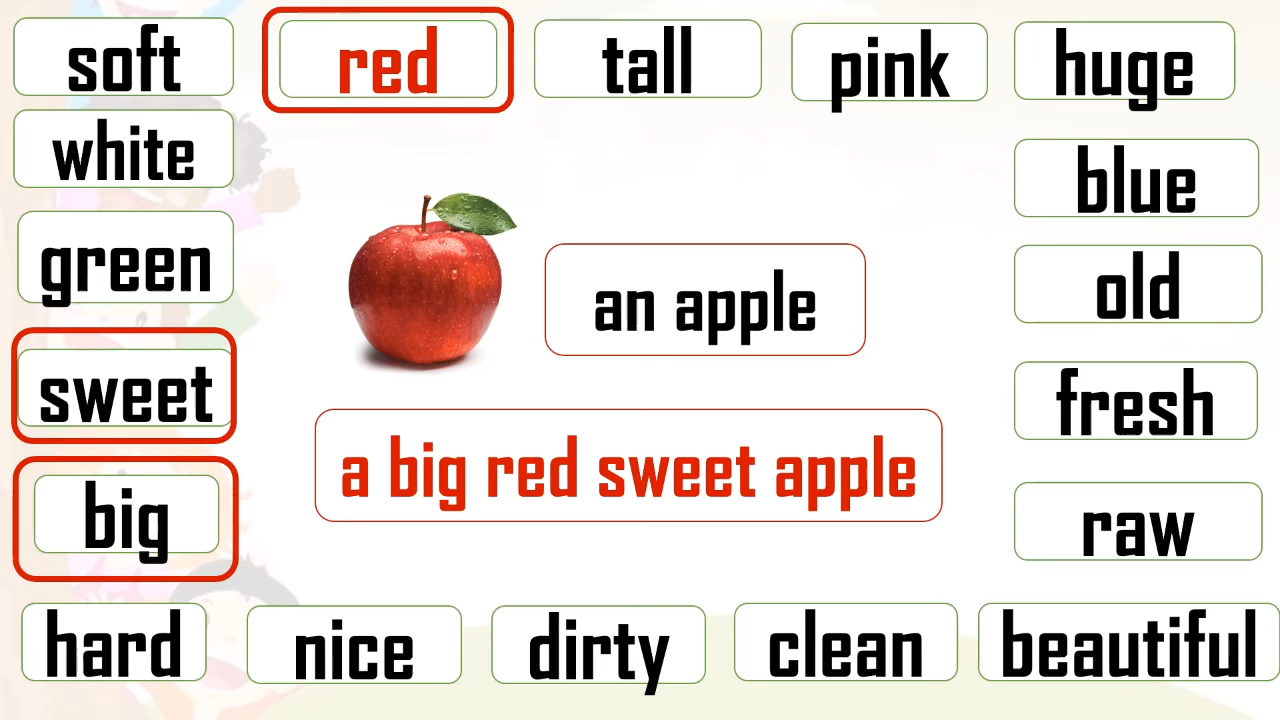 soft
red
tall
pink
huge
white
blue
green
old
an apple
sweet
fresh
a big red sweet apple
big
raw
hard
nice
dirty
clean
beautiful